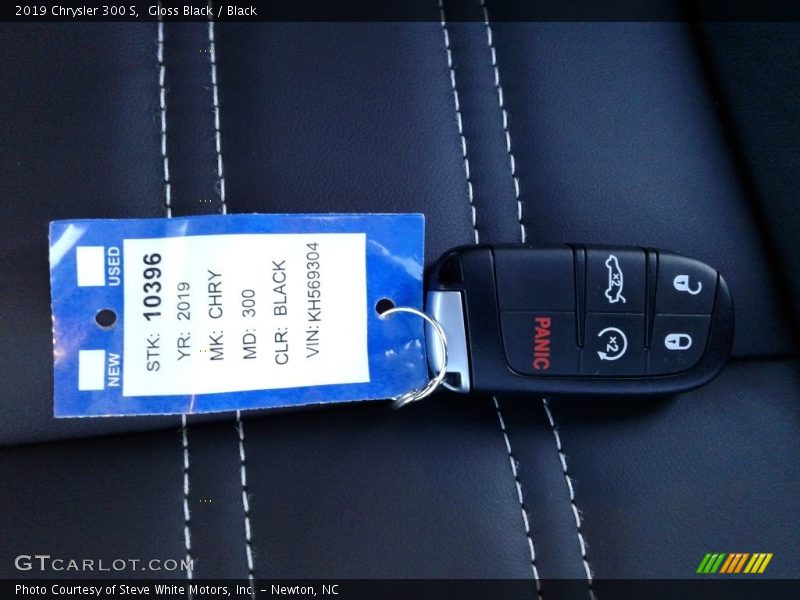 2019 Chrysler 300 S,  Gloss Black / Black
USED
NEW
STK: 10396
YR: 2019
MK: CHRY
MD: 300
CLR: BLACK
VIN: KH569304
x2
x2
PANIC
GTCARLOT.COM
Photo Courtesy of Steve White Motors, Inc. – Newton, NC